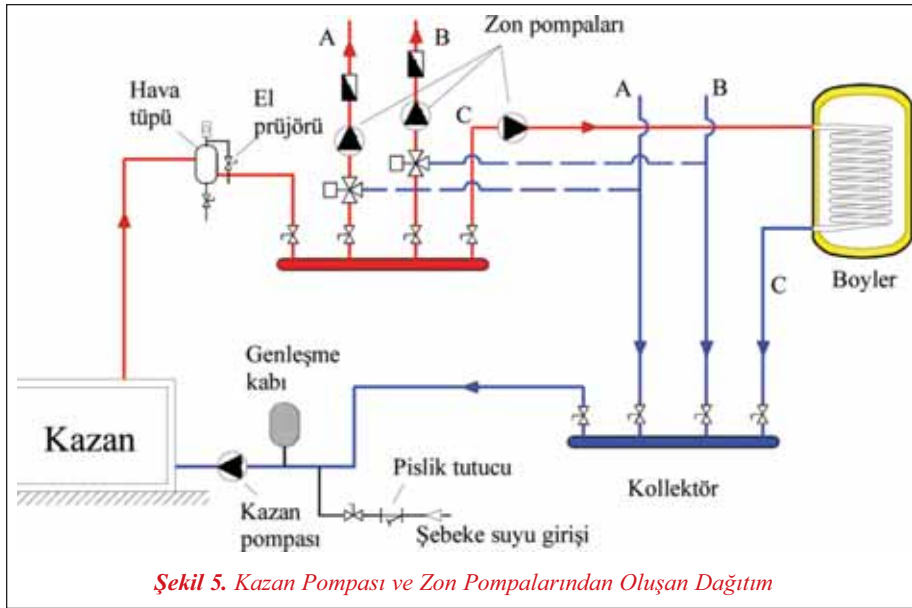 A
B
Zon pompaları
Hava
tüpü
El
prüjörü
C
A
B
Boyler
C
Genleşme
kabı
Kazan
Pislik tutucu
Kollektör
Kazan
pompası
Şebeke suyu girişi
Şekil 5. Kazan Pompası ve Zon Pompalarından Oluşan Dağıtım